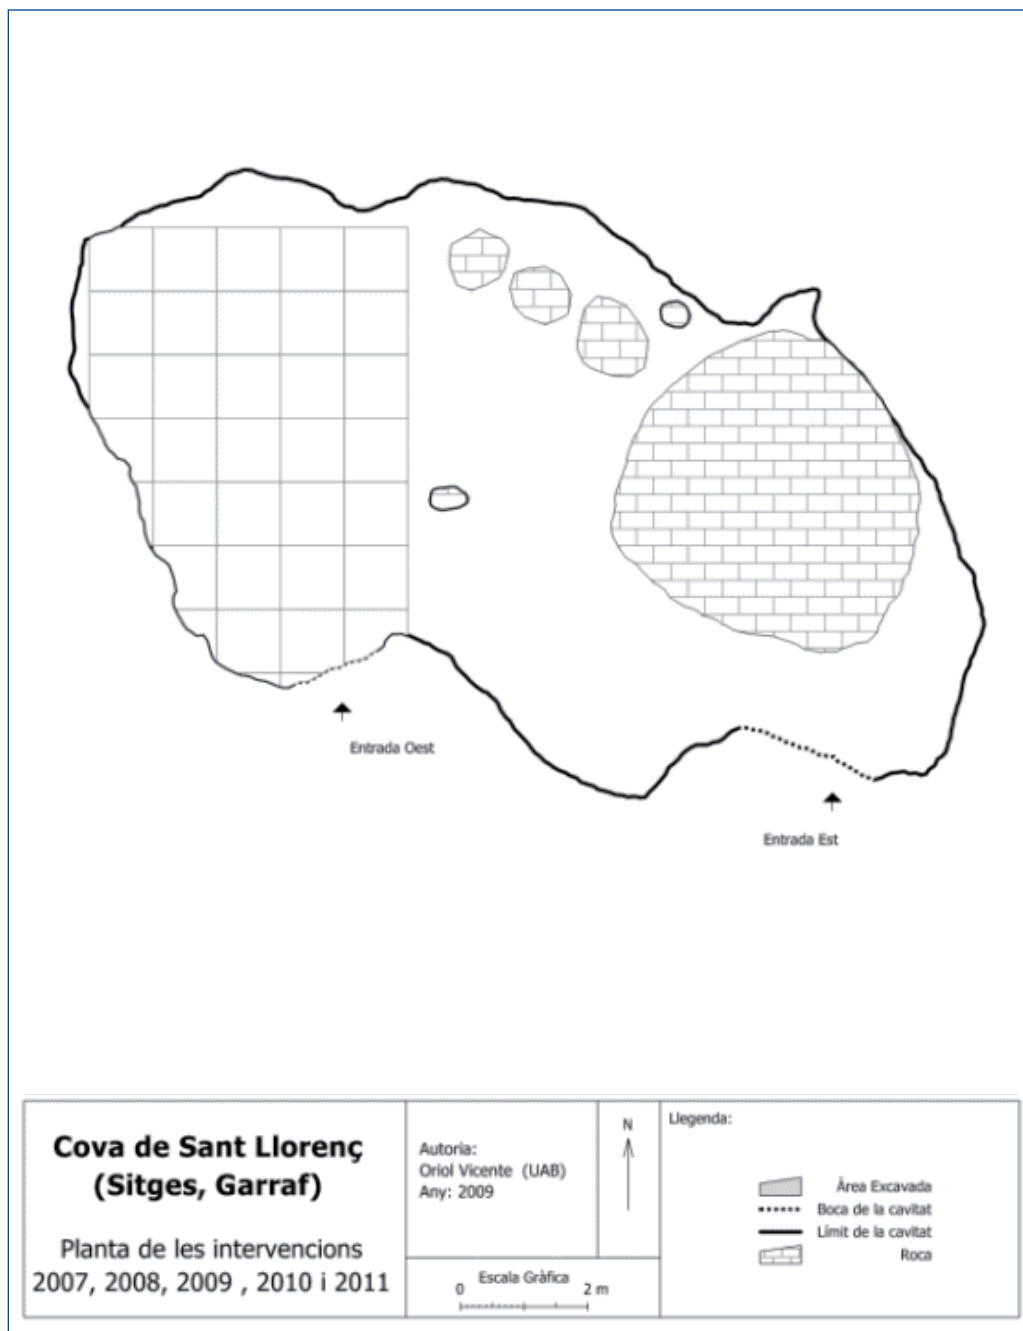 Entrada Oest
Entrada Est
Cova de Sant Llorenç
(Sitges, Garraf)
Planta de les intervencions
2007, 2008, 2009 , 2010 i 2011
Autoria:
Oriol Vicente (UAB)
Any: 2009
N
Escala Gràfica
0 2 m
Llegenda:
Àrea Excavada
Boca de la cavitat
Límit de la cavitat
Roca